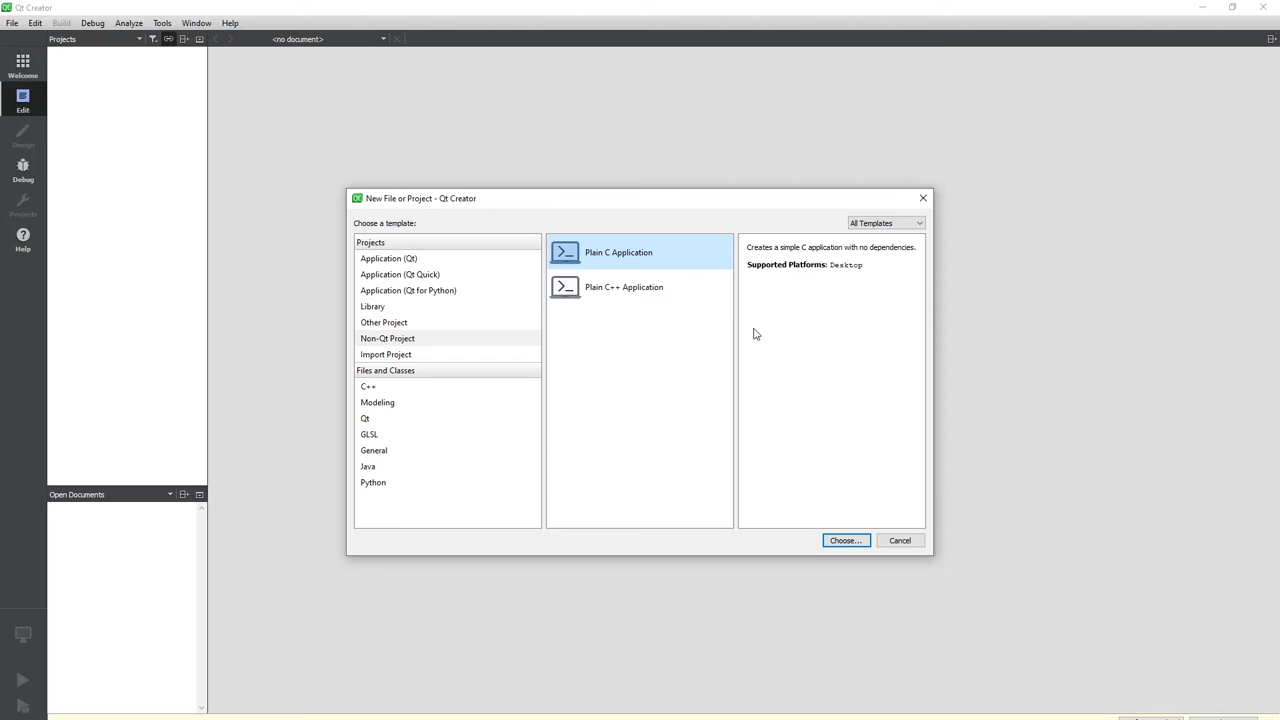 Qt Creator
File Edit Build Debug Analyze Tools Window Help
Projects <no document>
Welcome
Edit
Design
Debug
Projects
Help
New File or Project - Qt Creator
Choose a template: All Templates
Projects
Application (Qt)
Application (Qt Quick)
Application (Qt for Python)
Library
Other Project
Non-Qt Project
Import Project
Files and Classes
C++
Modeling
Qt
GLSL
General
Java
Python
Plain C Application
Plain C++ Application
Creates a simple C application with no dependencies.
Supported Platforms: Desktop
Choose... Cancel
Open Documents